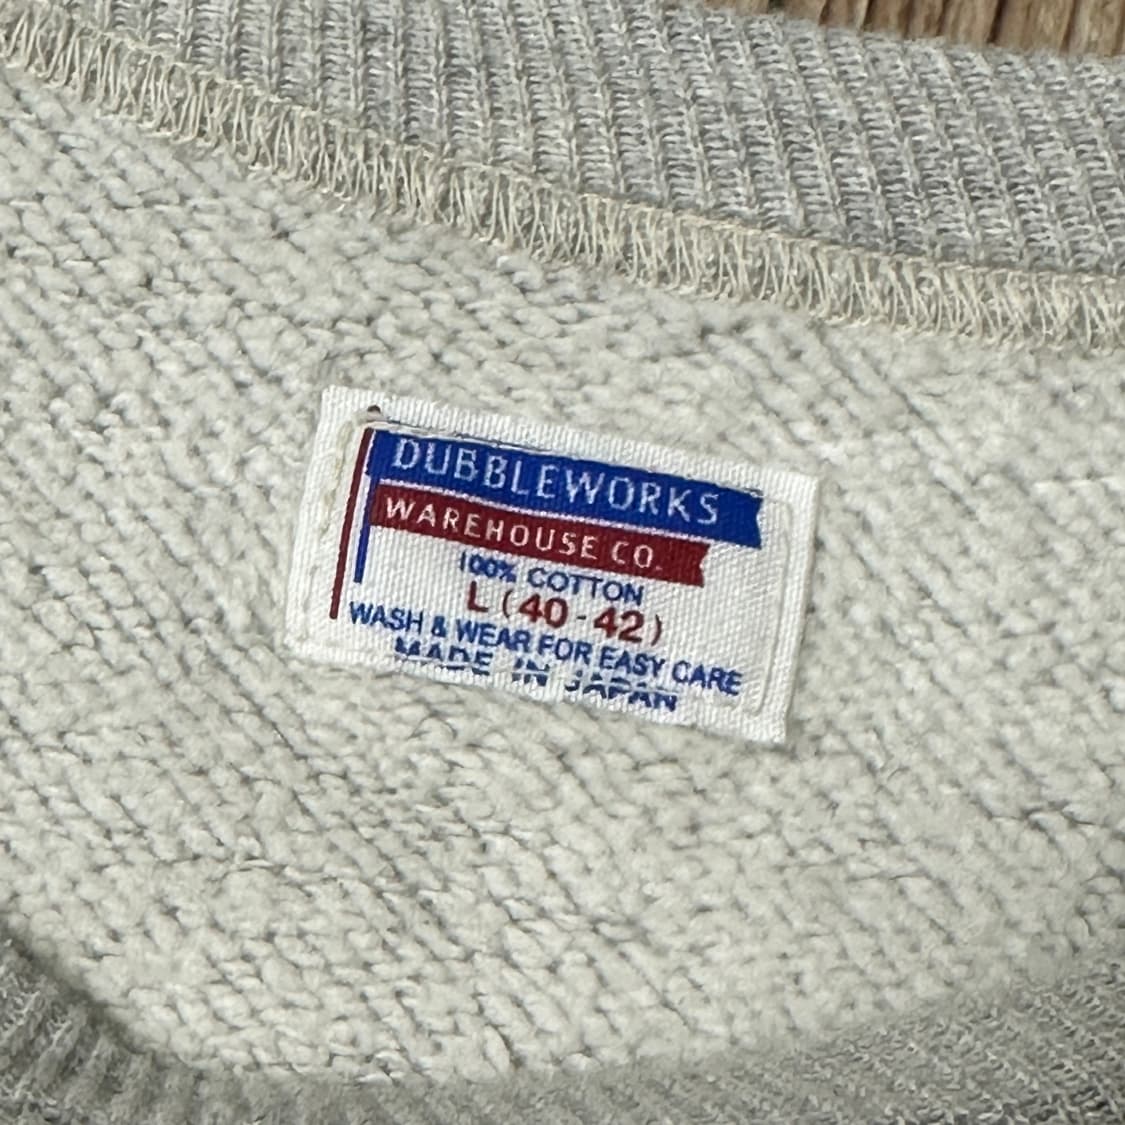 DUBBLEWORKS
WAREHOUSE CO.
100% COTTON
L (40-42)
WASH & WEAR FOR EASY CARE
MADE IN JAPAN